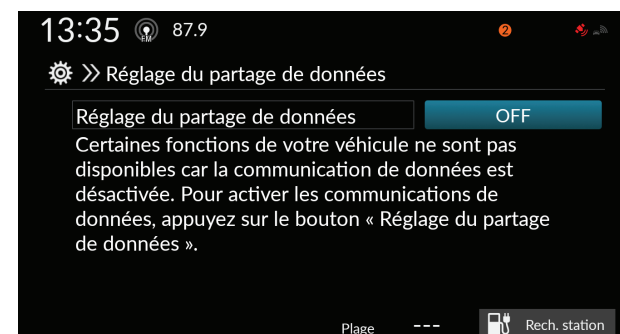 13:35 FM 87.9 2
Réglage du partage de données
Réglage du partage de données OFF
Certaines fonctions de votre véhicule ne sont pas
disponibles car la communication de données est
désactivée. Pour activer les communications de
données, appuyez sur le bouton « Réglage du partage
de données ».
Plage --- Rech. station